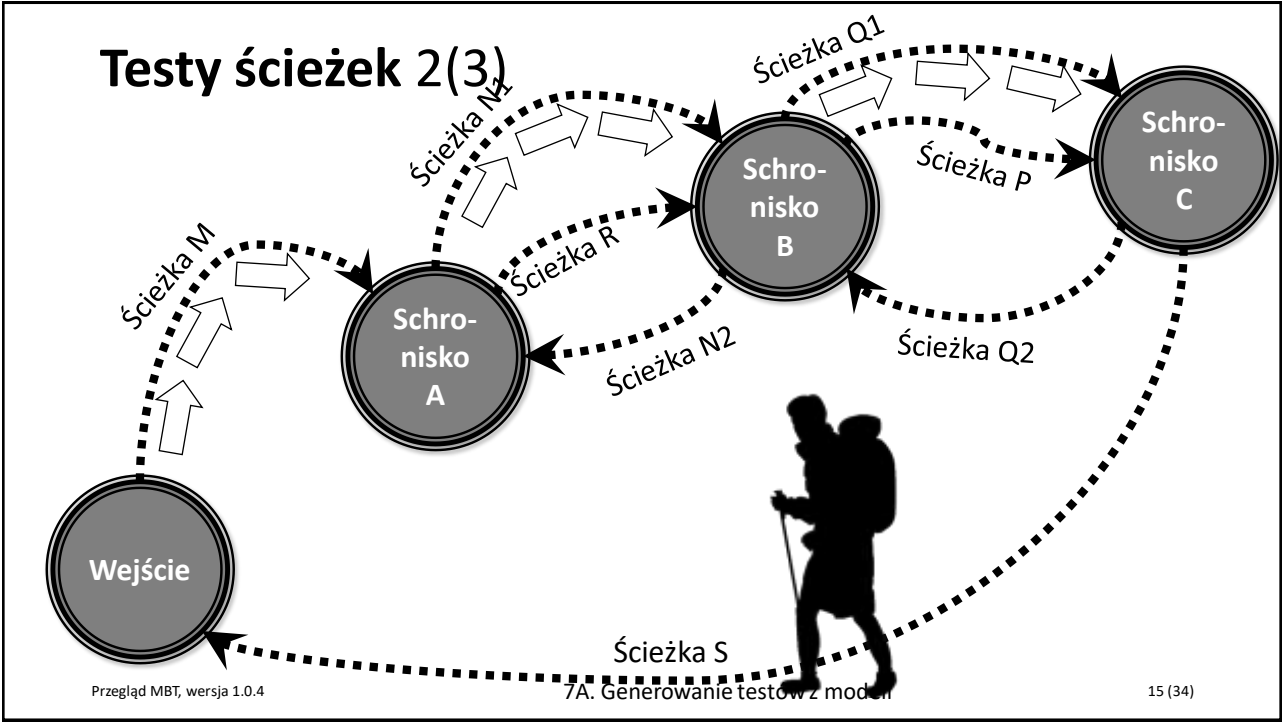 Testy ścieżek 2(3)
Ścieżka Q1
Ścieżka N1
Schro-
nisko
C
Ścieżka P
Schro-
nisko
B
Ścieżka R
Ścieżka M
Schro-
nisko
A
Ścieżka N2
Ścieżka Q2
Wejście
Ścieżka S
Przegląd MBT, wersja 1.0.4
7A. Generowanie testów z modeli
15 (34)